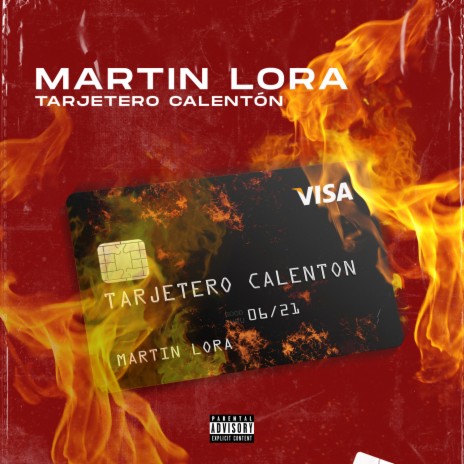 MARTIN LORA
TARJETERO CALENTÓN
VISA
TARJETERO CALENTON
06/21
MARTIN LORA
PARENTAL
ADVISORY
EXPLICIT CONTENT